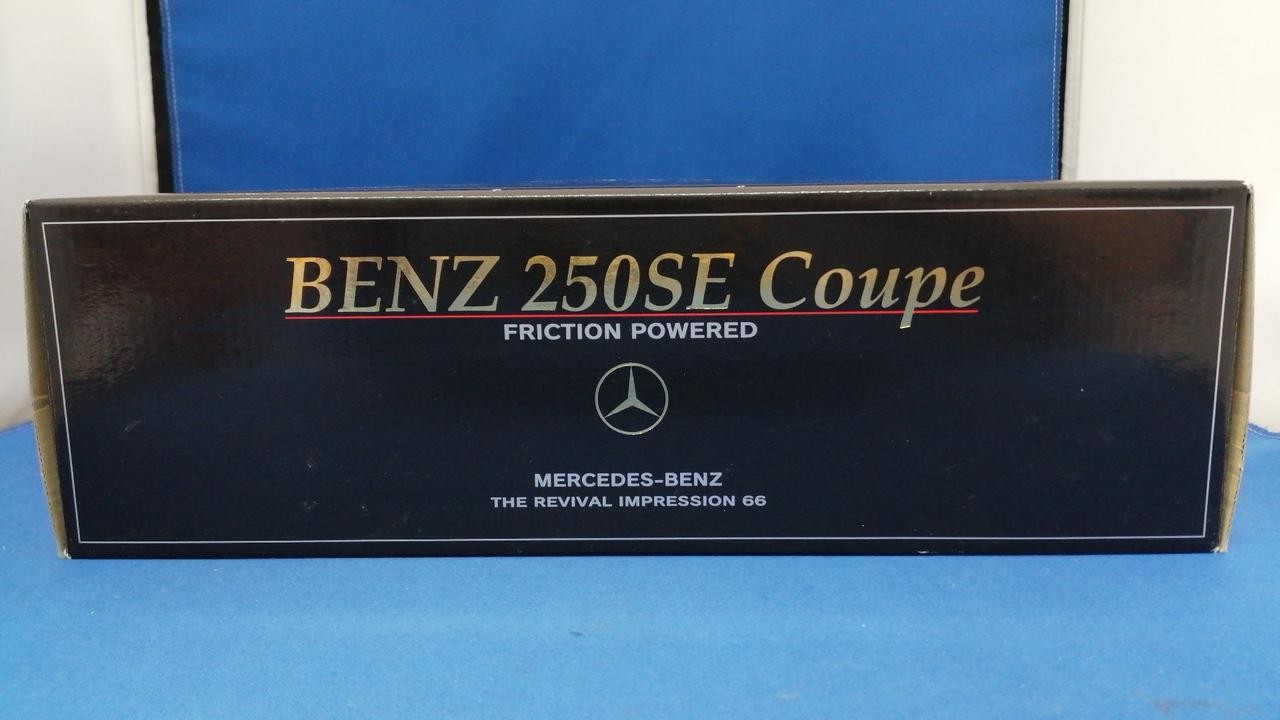 BENZ 250SE Coupe
FRICTION POWERED
MERCEDES-BENZ
THE REVIVAL IMPRESSION 66